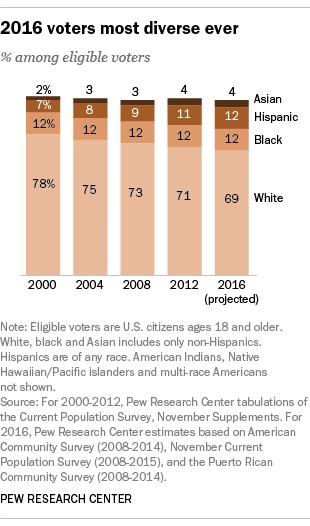 2016 voters most diverse ever
% among eligible voters
2% 3 3 4 4 Asian
7% 8 9 11 12 Hispanic
12% 12 12 12 12 Black
78% 75 73 71 69 White
2000 2004 2008 2012 2016
(projected)
Note: Eligible voters are U.S. citizens ages 18 and older.
White, black and Asian includes only non-Hispanics.
Hispanics are of any race. American Indians, Native
Hawaiian/Pacific islanders and multi-race Americans
not shown.
Source: For 2000-2012, Pew Research Center tabulations of
the Current Population Survey, November Supplements. For
2016, Pew Research Center estimates based on American
Community Survey (2008-2014), November Current
Population Survey (2008-2015), and the Puerto Rican
Community Survey (2008-2014).
PEW RESEARCH CENTER